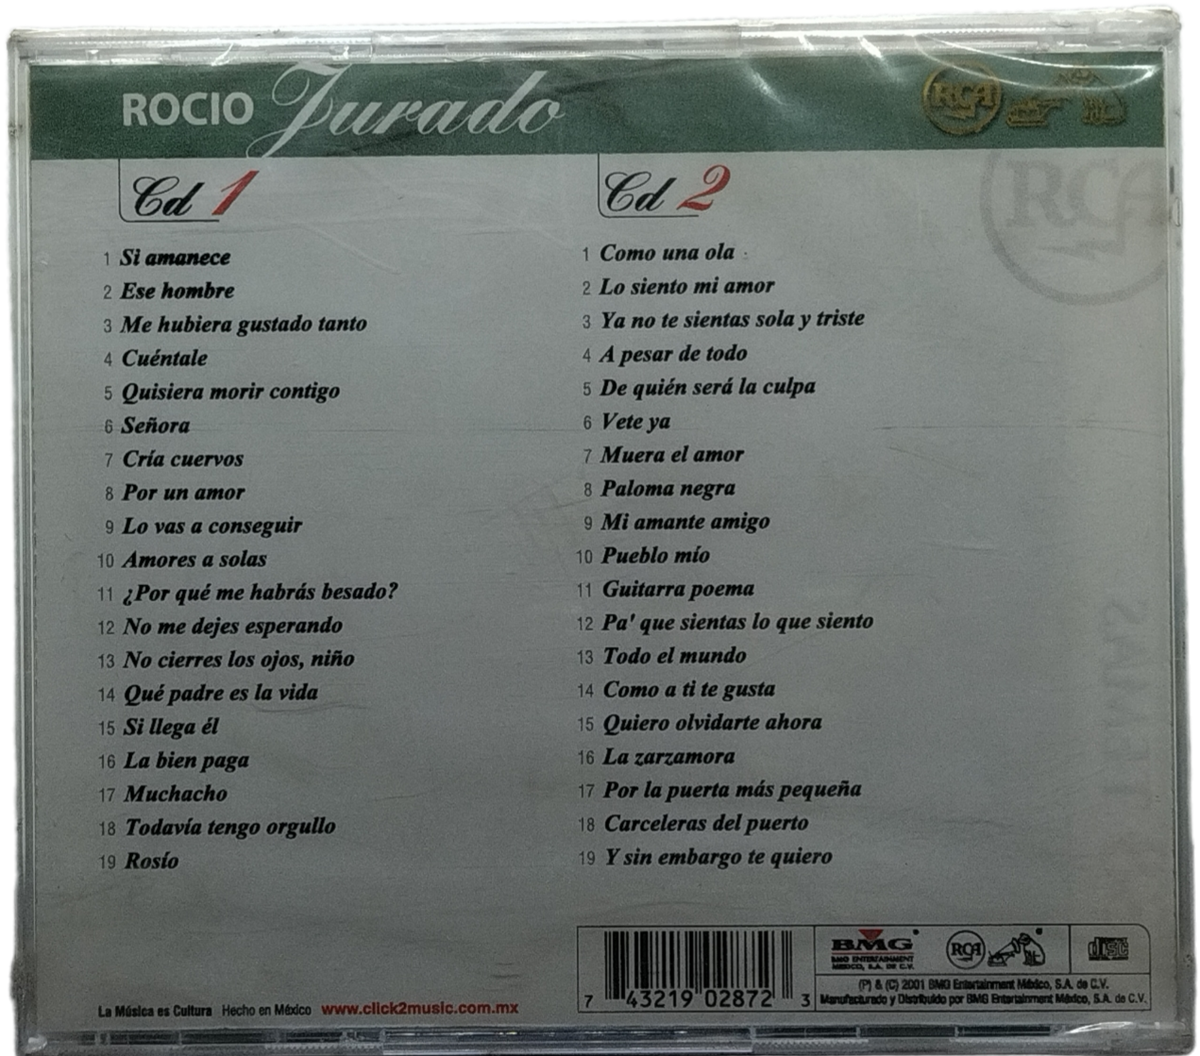 ROCIO Jurado
RCA
Cd 1
1 Si amanece
2 Ese hombre
3 Me hubiera gustado tanto
4 Cuéntale
5 Quisiera morir contigo
6 Señora
7 Cría cuervos
8 Por un amor
9 Lo vas a conseguir
10 Amores a solas
11 ¿Por qué me habrás besado?
12 No me dejes esperando
13 No cierres los ojos, niño
14 Qué padre es la vida
15 Si llega él
16 La bien paga
17 Muchacho
18 Todavía tengo orgullo
19 Rosío
Cd 2
RCA
1 Como una ola
2 Lo siento mi amor
3 Ya no te sientas sola y triste
4 A pesar de todo
5 De quién será la culpa
6 Vete ya
7 Muera el amor
8 Paloma negra
9 Mi amante amigo
10 Pueblo mío
11 Guitarra poema
12 Pa' que sientas lo que siento
13 Todo el mundo
14 Como a ti te gusta
15 Quiero olvidarte ahora
16 La zarzamora
17 Por la puerta más pequeña
18 Carceleras del puerto
19 Y sin embargo te quiero
La Música es Cultura Hecho en México www.click2music.com.mx
7 43219 02872 3
BMG
BMG ENTERTAINMENT
MEXICO, S.A. DE C.V.
RCA
disc
DIGITAL AUDIO
(P) & (C) 2001 BMG Entertainment México, S.A. de C.V.
Manufacturado y Distribuido por BMG Entertainment México, S.A. de C.V.